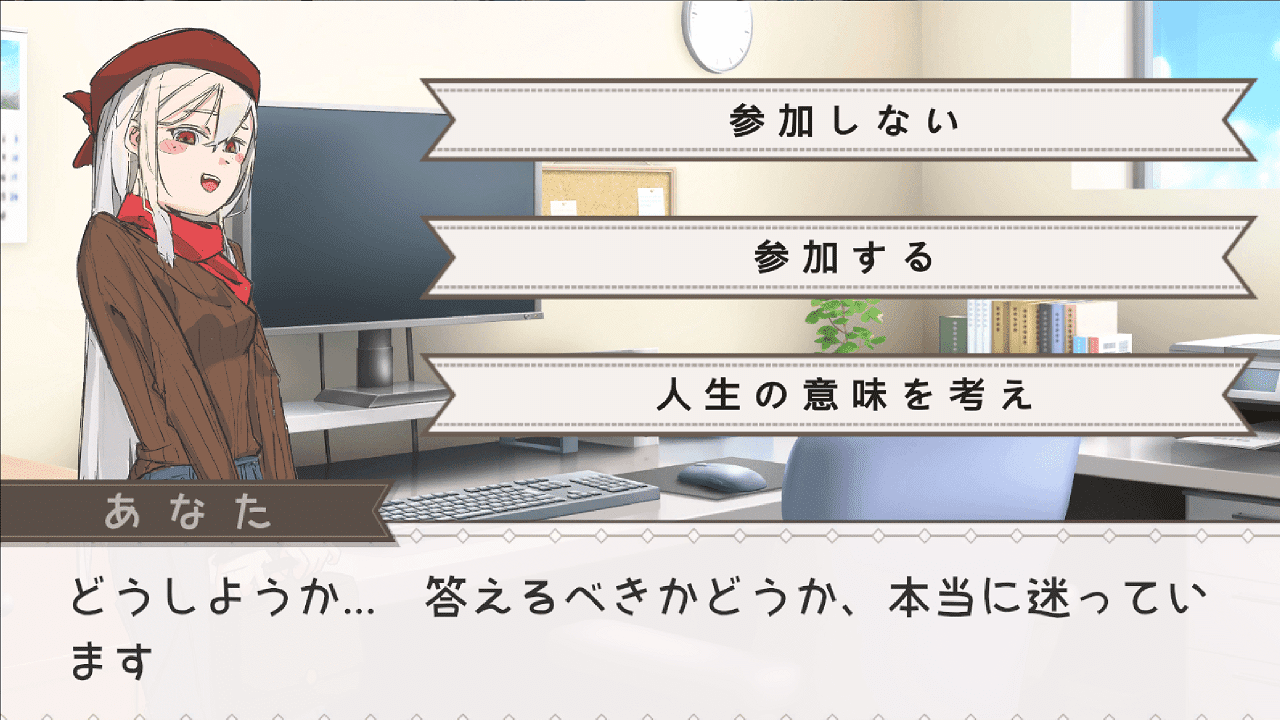 参加しない
参加する
人生の意味を考え
あなた
どうしようか... 答えるべきかどうか、本当に迷ってい
ます